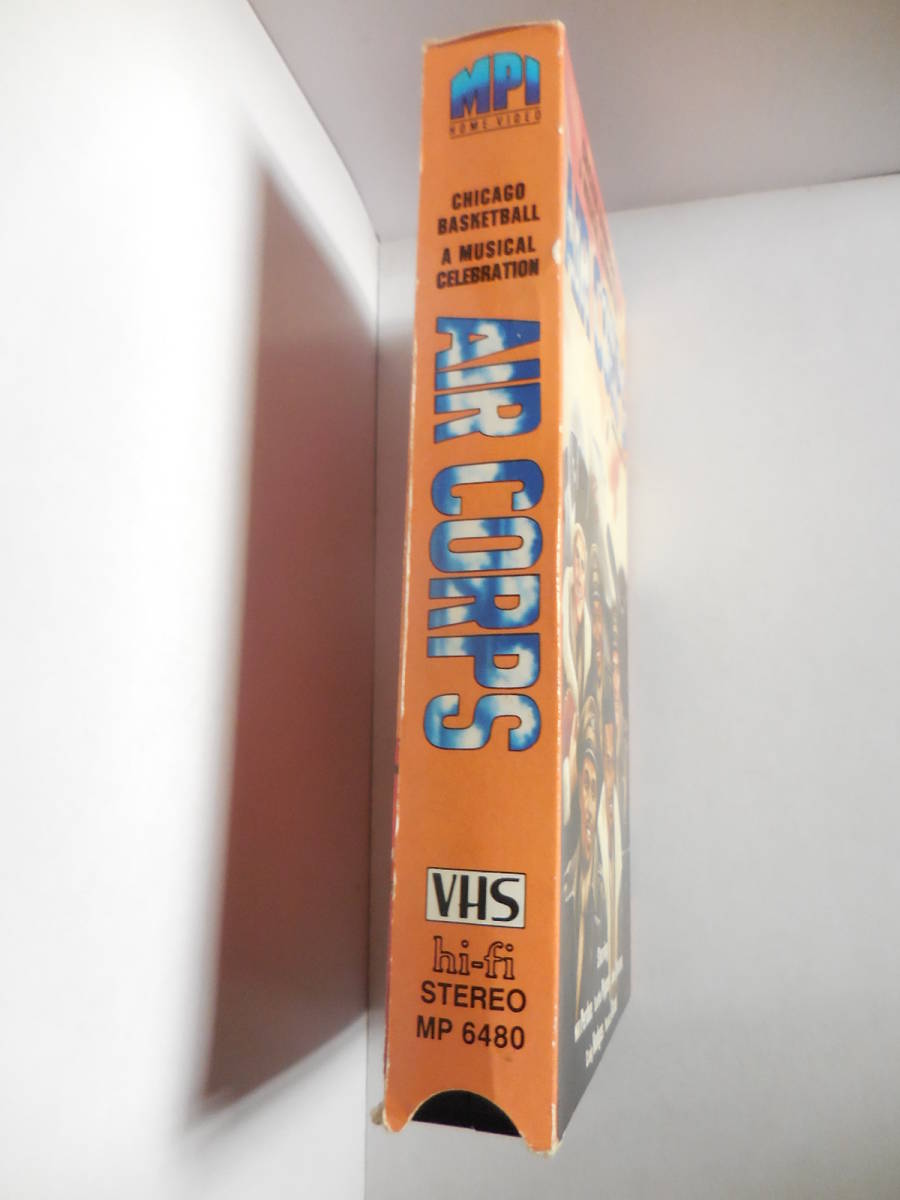 MPI
HOME VIDEO
CHICAGO
BASKETBALL
A MUSICAL
CELEBRATION
AIR CORPS
VHS
hi-fi
STEREO
MP 6480